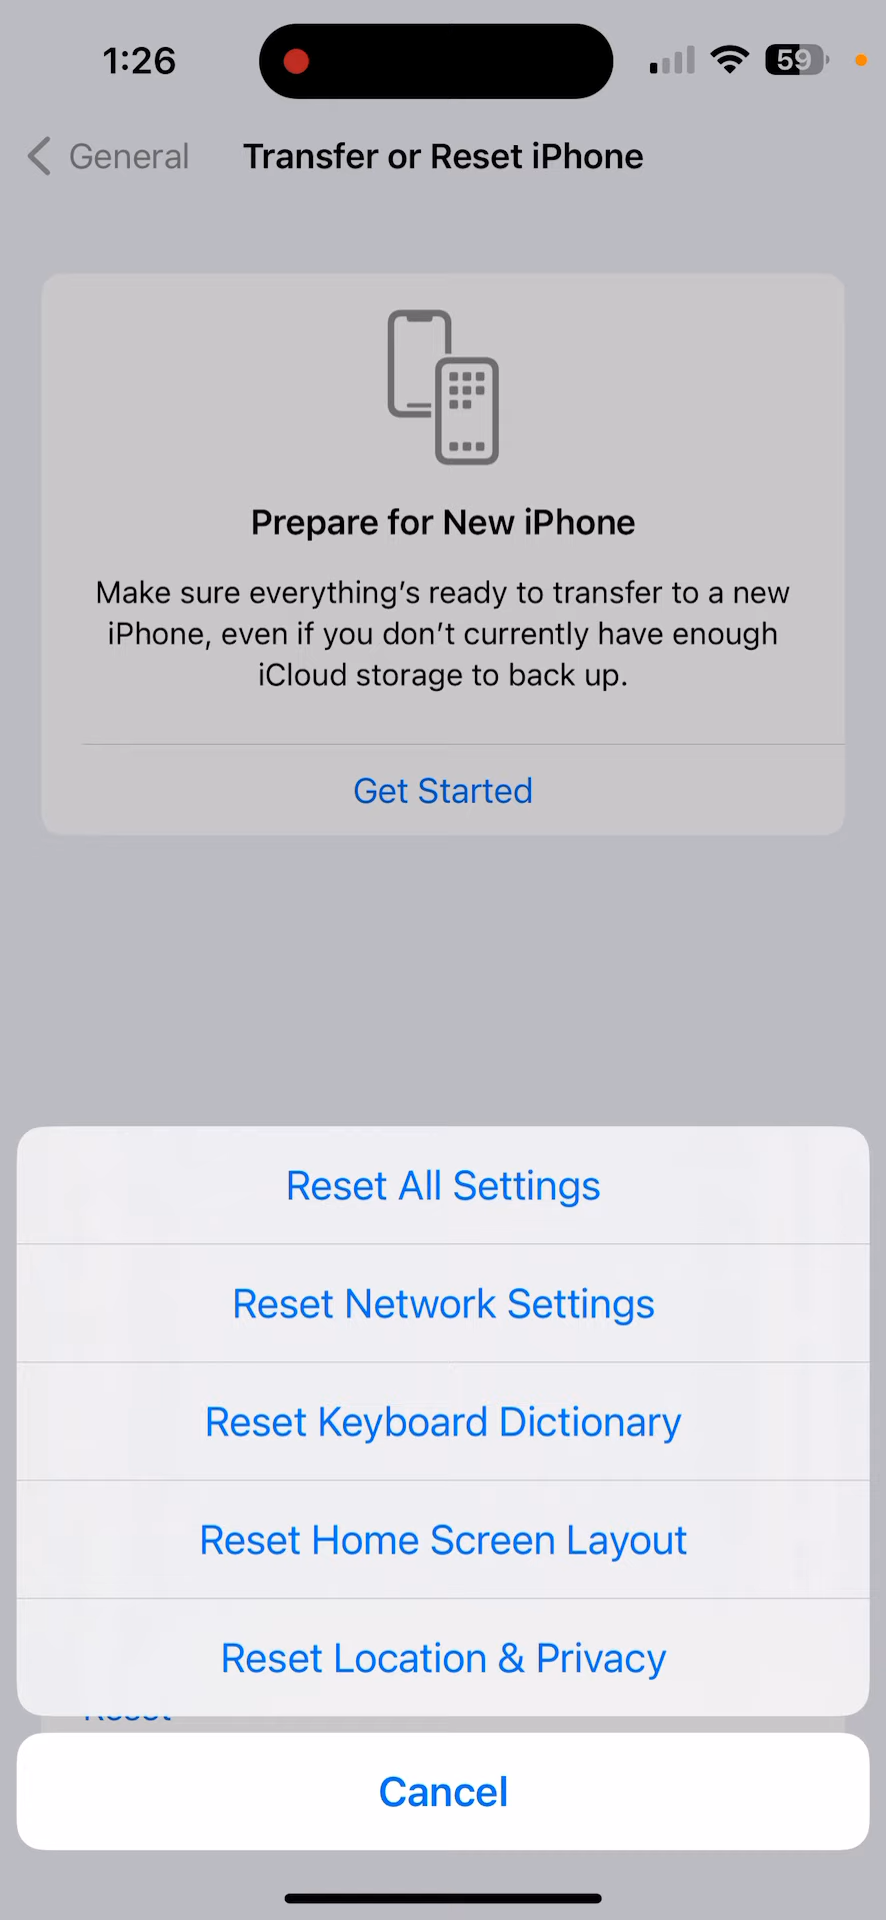 1:26
59
General
Transfer or Reset iPhone
Prepare for New iPhone
Make sure everything’s ready to transfer to a new
iPhone, even if you don’t currently have enough
iCloud storage to back up.
Get Started
Reset All Settings
Reset Network Settings
Reset Keyboard Dictionary
Reset Home Screen Layout
Reset Location & Privacy
Reset
Cancel